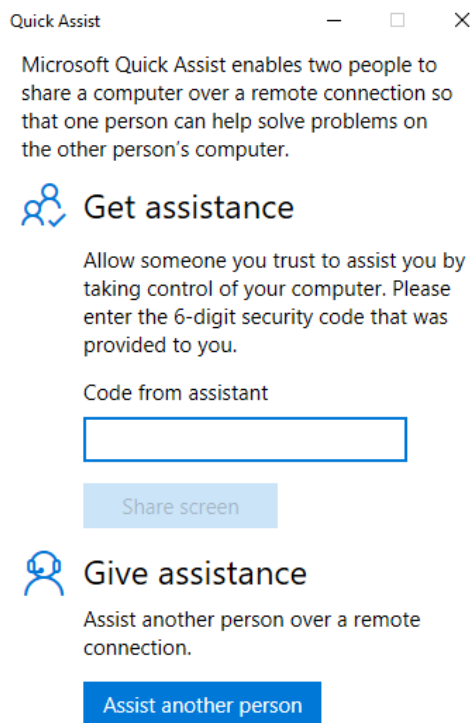 Quick Assist
Microsoft Quick Assist enables two people to
share a computer over a remote connection so
that one person can help solve problems on
the other person's computer.
Get assistance
Allow someone you trust to assist you by
taking control of your computer. Please
enter the 6-digit security code that was
provided to you.
Code from assistant
Share screen
Give assistance
Assist another person over a remote
connection.
Assist another person